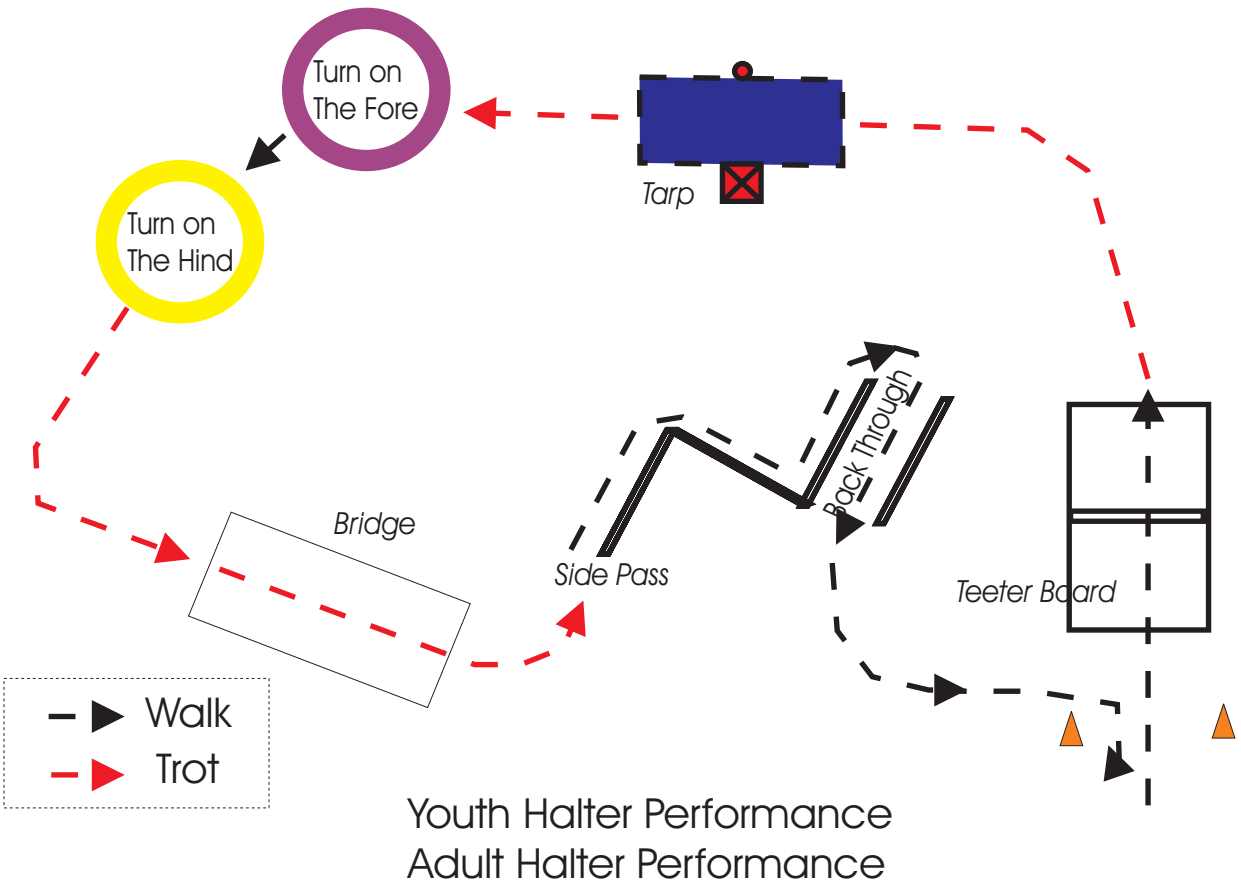 Turn on
The Fore
Tarp
Turn on
The Hind
Back Through
Bridge
Side Pass
Teeter Board
Walk
Trot
Youth Halter Performance
Adult Halter Performance